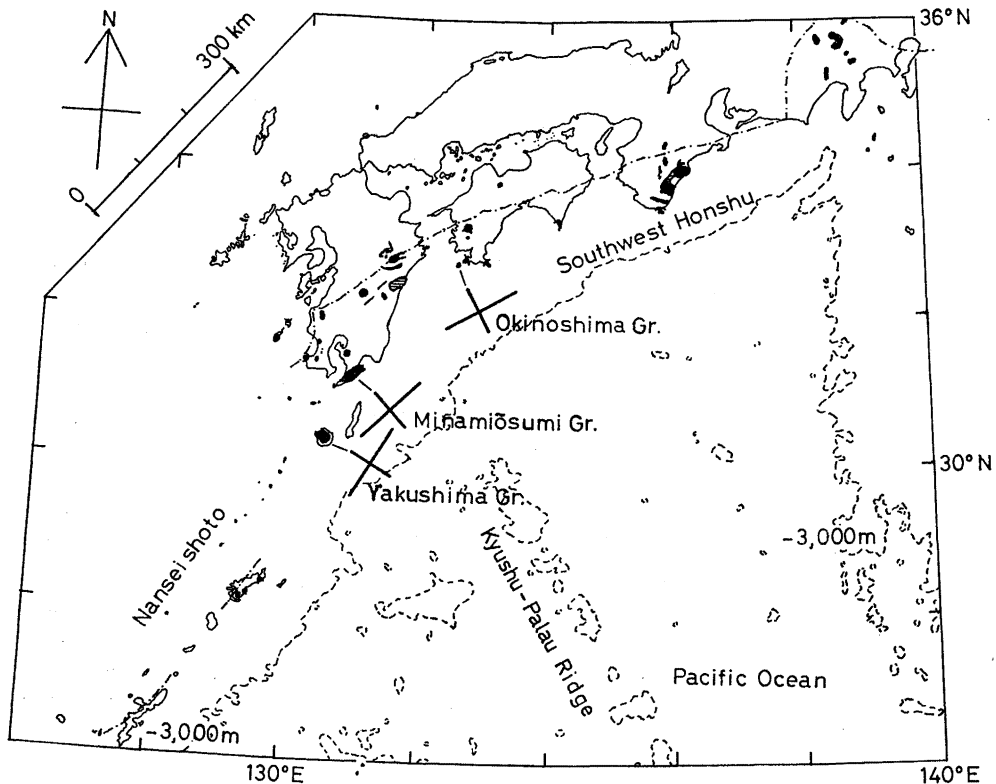 N
300 km
0
36°N
Southwest Honshu
Okinoshima Gr.
Minamiōsumi Gr.
30°N
Yakushima Gr.
-3,000m
Nansei shoto
Kyushu-Palau Ridge
Pacific Ocean
-3,000m
130°E
140°E